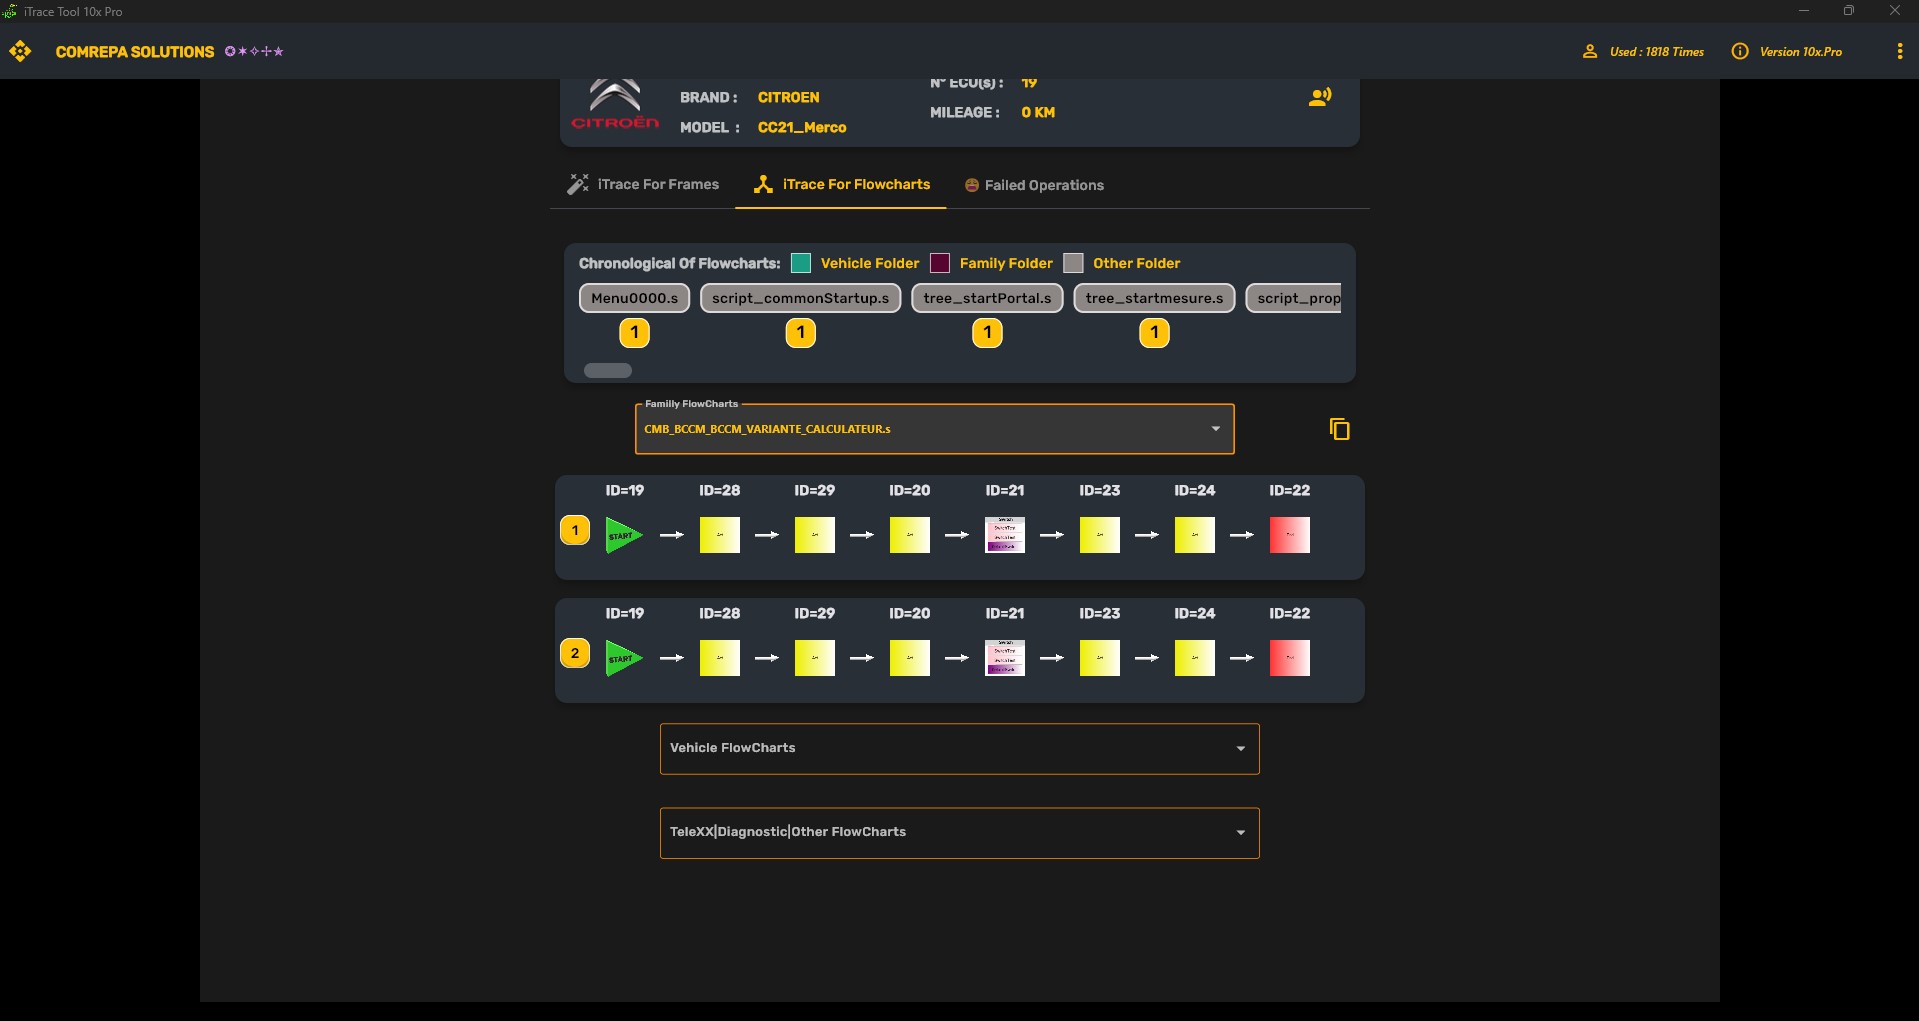 iTrace Tool 10x Pro
COMREPA SOLUTIONS
Used : 1818 Times
Version 10x.Pro
CITROËN
BRAND : CITROEN
MODEL : CC21_Merco
N° ECU(s) : 19
MILEAGE : 0 KM
iTrace For Frames
iTrace For Flowcharts
Failed Operations
Chronological Of Flowcharts: Vehicle Folder Family Folder Other Folder
Menu0000.s script_commonStartup.s tree_startPortal.s tree_startmesure.s script_prop
1 1 1 1
Familly FlowCharts
CMB_BCCM_BCCM_VARIANTE_CALCULATEUR.s
ID=19 ID=28 ID=29 ID=20 ID=21 ID=23 ID=24 ID=22
1 START
Switch
ID=19 ID=28 ID=29 ID=20 ID=21 ID=23 ID=24 ID=22
2 START
Switch
Vehicle FlowCharts
TeleXX|Diagnostic|Other FlowCharts